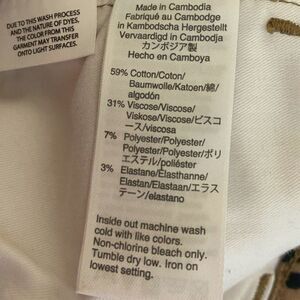 DUE TO THIS WASH PROCESS
AND THE NATURE OF DYES,
THE COLOR FROM THIS
GARMENT MAY TRANSFER
ONTO LIGHT SURFACES.
Made in Cambodia
Fabriqué au Cambodge
in Kambodscha Hergestellt
Vervaardigd in Cambodja
カンボジア製
Hecho en Camboya
59% Cotton/Coton/
Baumwolle/Katoen/綿/
algodón
31% Viscose/Viscose/
Viskose/Viscose/ビスコ
ース/viscosa
7% Polyester/Polyester/
Polyester/Polyester/ポリ
エステル/poliéster
3% Elastane/Élasthanne/
Elastan/Elastaan/エラス
テーン/elastano
Inside out machine wash
cold with like colors.
Non-chlorine bleach only.
Tumble dry low. Iron on
lowest setting.